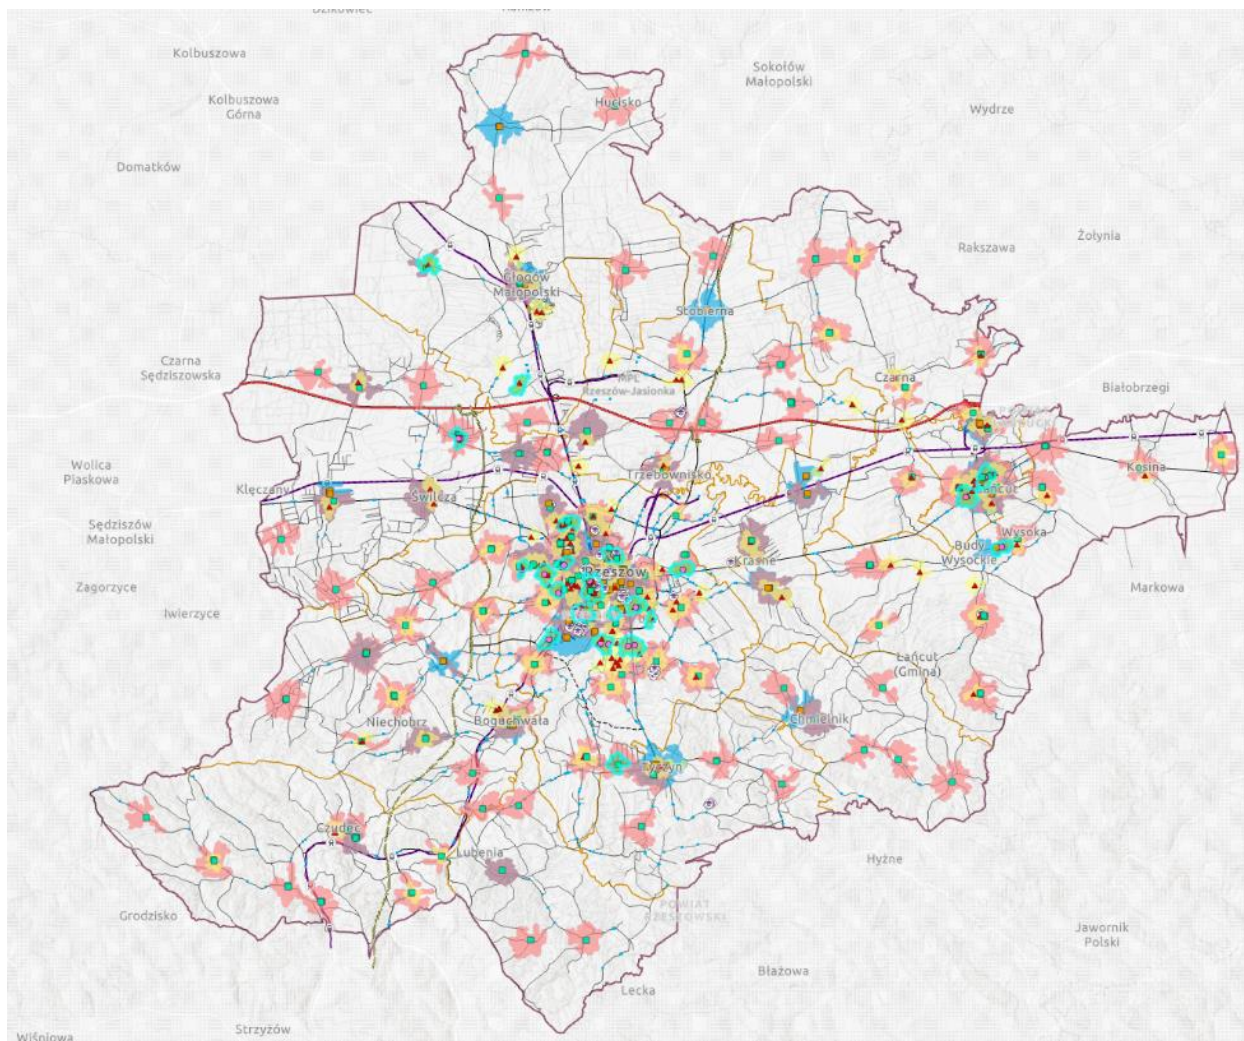 Kolbuszowa
Sokołów
Małopolski
Kolbuszowa
Górna
Hucisko
Wydrze
Domatków
Żołynia
Rakszawa
Głogów
Małopolski
Stobierna
Czarna
Sędziszowska
MPL
Rzeszów-Jasionka
Czarna
Białobrzegi
Wolica
Piaskowa
Klęczany
Trzebownisko
Kosina
Świlcza
Łańcut
Sędziszów
Małopolski
Wysoka
Budy
Wysockie
Krasne
Rzeszów
Zagorzyce
Markowa
Iwierzyce
Łańcut
(Gmina)
Niechobrz
Boguchwała
Chmielnik
Tyczyn
Czudec
Lubenia
Hyżne
POWIAT
RZESZOWSKI
Grodzisko
Jawornik
Polski
Błażowa
Lecka
Strzyżów
Wiśniowa